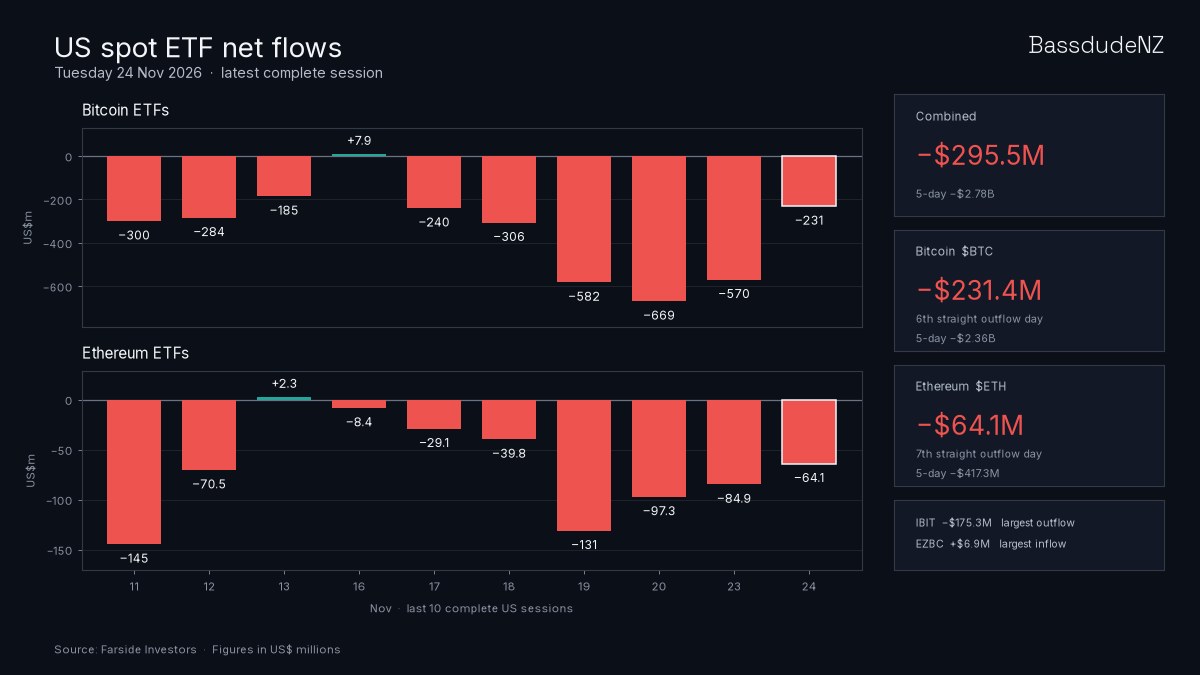 US spot ETF net flows
BassdudeNZ
Tuesday 24 Nov 2026 · latest complete session
Bitcoin ETFs
US$m
0
−200
−400
−600
−300
−284
−185
+7.9
−240
−306
−582
−669
−570
−231
Ethereum ETFs
US$m
0
−50
−100
−150
−145
−70.5
+2.3
−8.4
−29.1
−39.8
−131
−97.3
−84.9
−64.1
11 12 13 16 17 18 19 20 23 24
Nov · last 10 complete US sessions
Combined
−$295.5M
5-day −$2.78B
Bitcoin $BTC
−$231.4M
6th straight outflow day
5-day −$2.36B
Ethereum $ETH
−$64.1M
7th straight outflow day
5-day −$417.3M
IBIT −$175.3M largest outflow
EZBC +$6.9M largest inflow
Source: Farside Investors · Figures in US$ millions